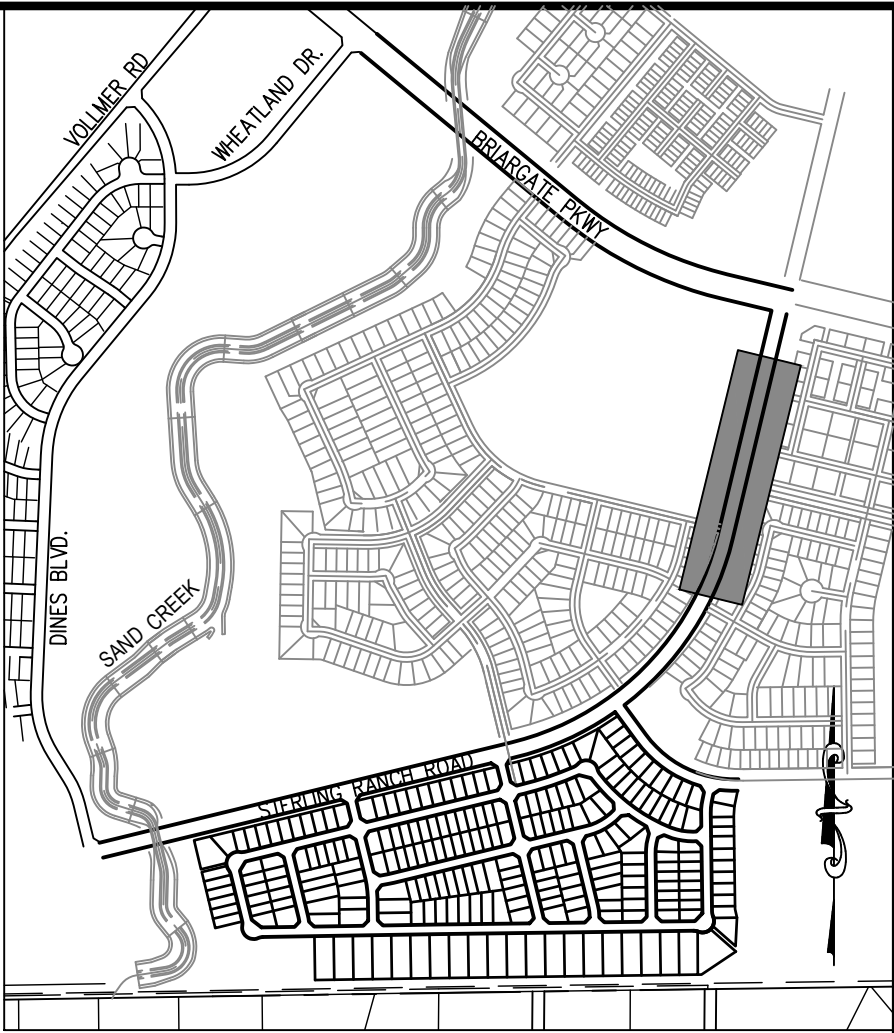 VOLLMER RD
WHEATLAND DR.
BRIARGATE PKWY
DINES BLVD.
SAND CREEK
STERLING RANCH ROAD